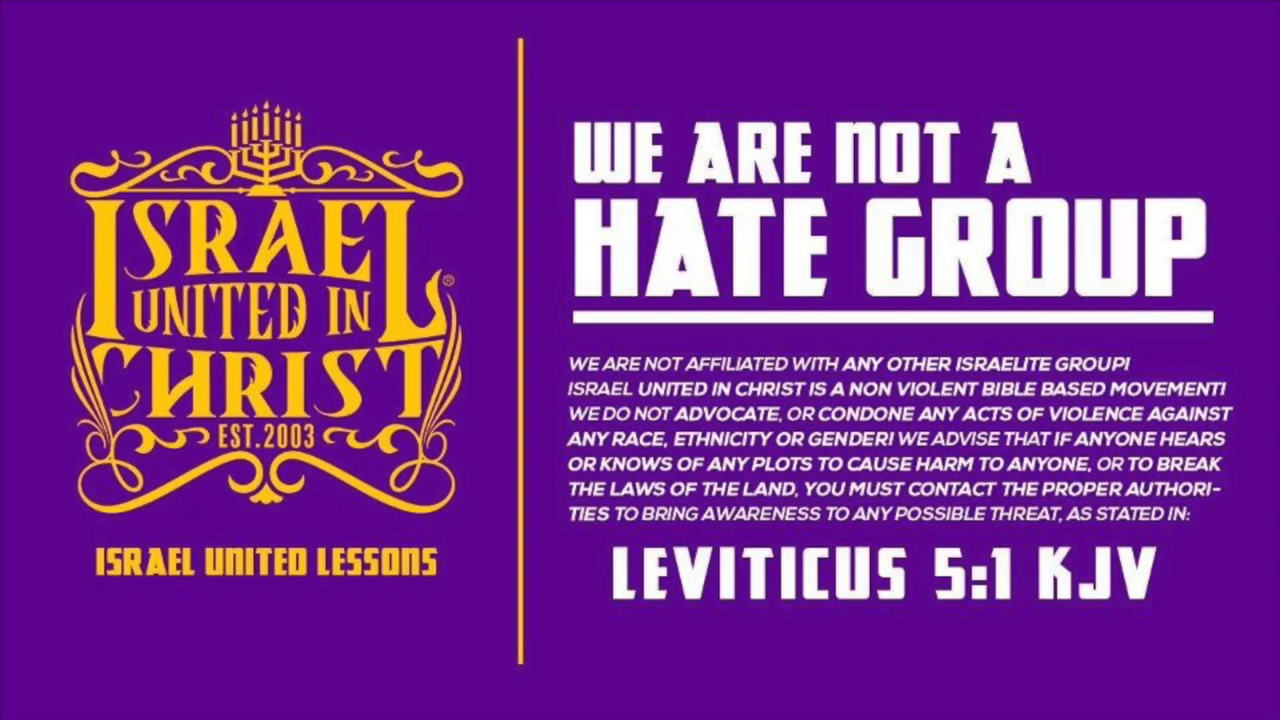 ISRAEL
UNITED IN
CHRIST
®
EST.2003
ISRAEL UNITED LESSONS
WE ARE NOT A
HATE GROUP
WE ARE NOT AFFILIATED WITH ANY OTHER ISRAELITE GROUP!
ISRAEL UNITED IN CHRIST IS A NON VIOLENT BIBLE BASED MOVEMENT!
WE DO NOT ADVOCATE, OR CONDONE ANY ACTS OF VIOLENCE AGAINST
ANY RACE, ETHNICITY OR GENDER! WE ADVISE THAT IF ANYONE HEARS
OR KNOWS OF ANY PLOTS TO CAUSE HARM TO ANYONE, OR TO BREAK
THE LAWS OF THE LAND, YOU MUST CONTACT THE PROPER AUTHORI-
TIES TO BRING AWARENESS TO ANY POSSIBLE THREAT, AS STATED IN:
LEVITICUS 5:1 KJV